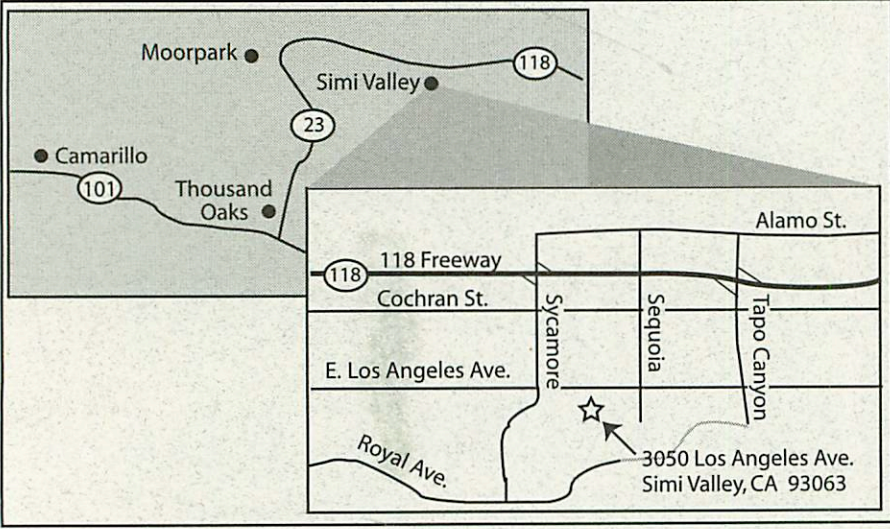 Moorpark
118
Simi Valley
23
Camarillo
101
Thousand
Oaks
Alamo St.
118 Freeway
118
Cochran St.
Sycamore
Sequoia
Tapo Canyon
E. Los Angeles Ave.
Royal Ave.
3050 Los Angeles Ave.
Simi Valley, CA 93063